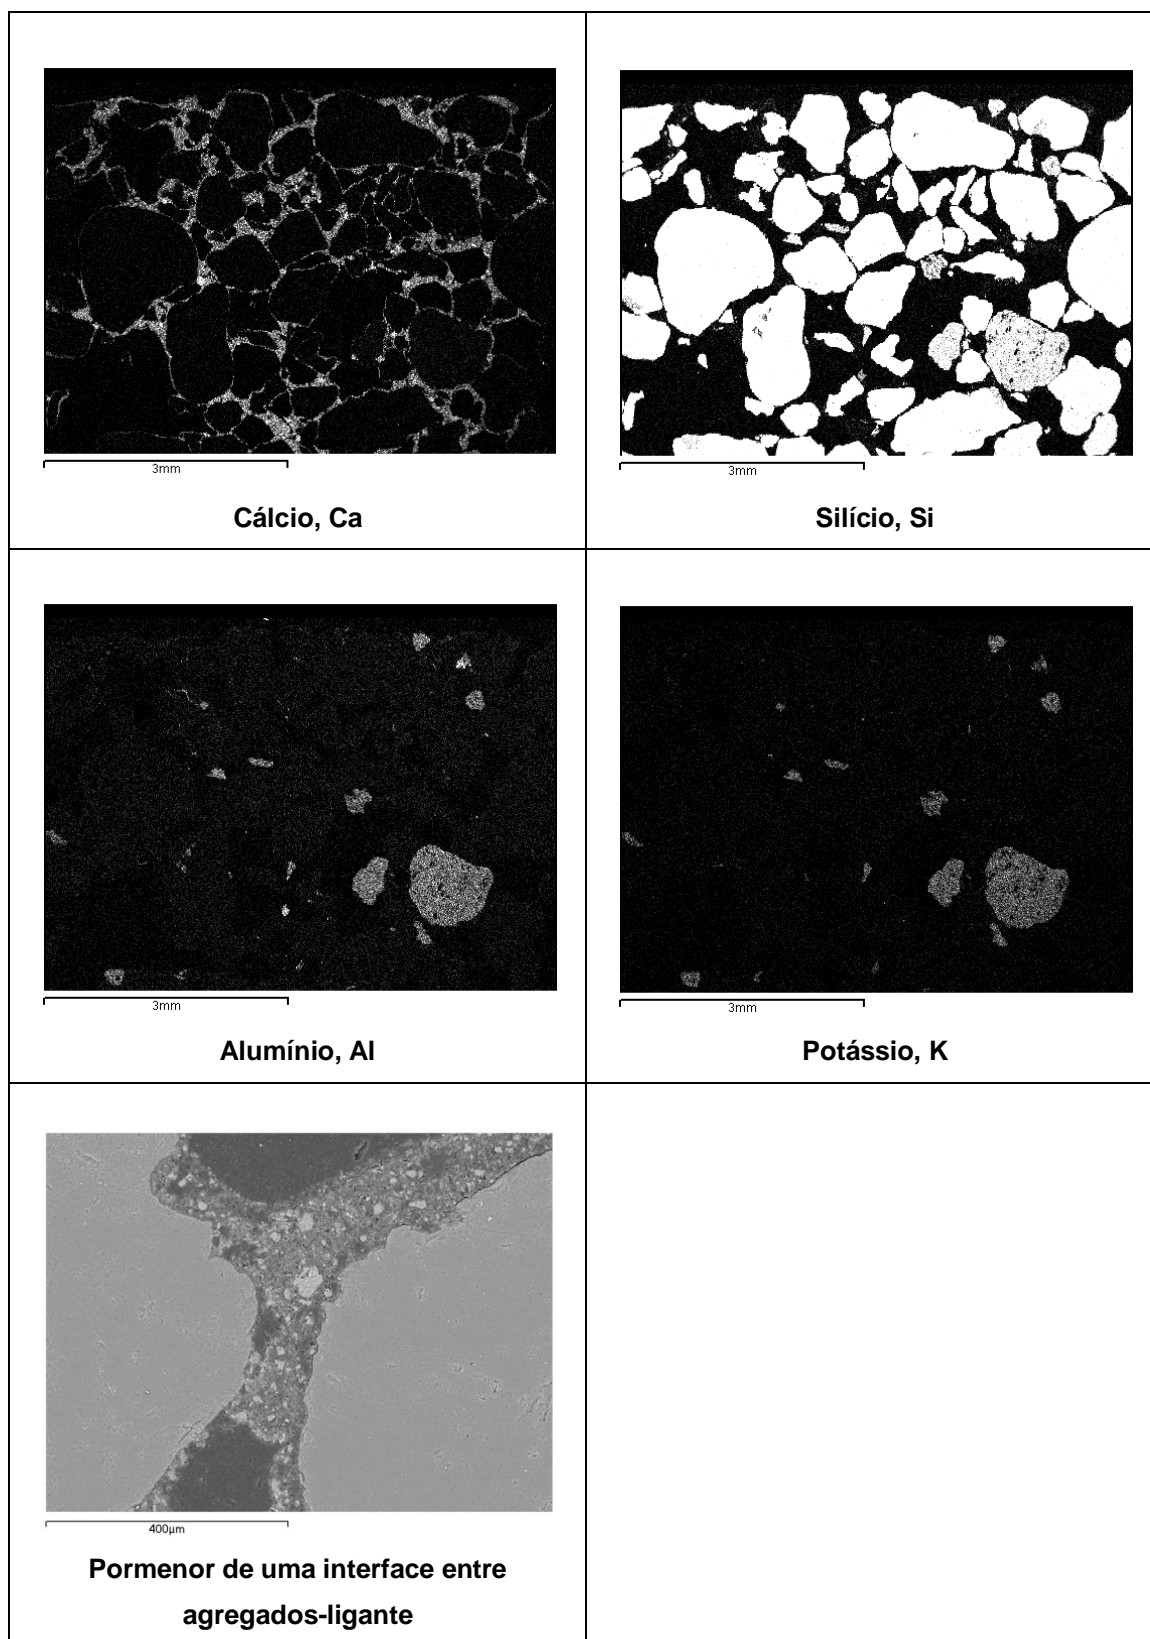 3mm
Cálcio, Ca
3mm
Silício, Si
3mm
Alumínio, Al
3mm
Potássio, K
400µm
Pormenor de uma interface entre
agregados-ligante